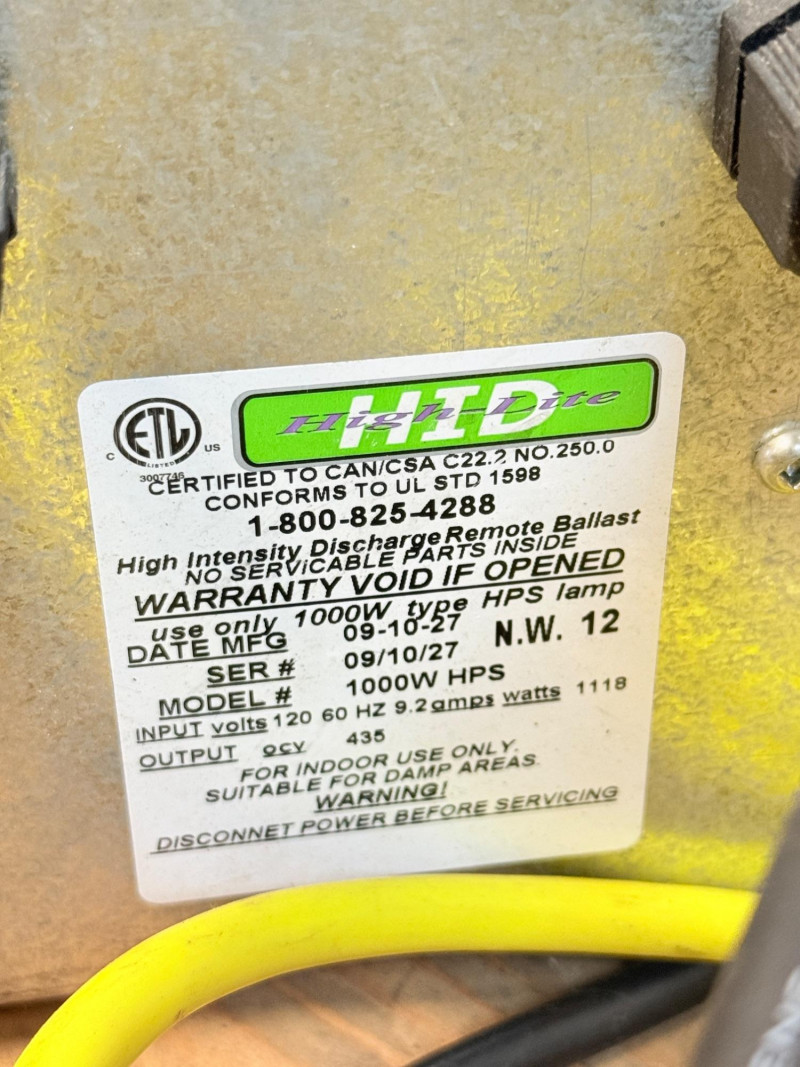 ETL
LISTED
C US
3007746
High-Lite
HID
CERTIFIED TO CAN/CSA C22.2 NO.250.0
CONFORMS TO UL STD 1598
1-800-825-4288
High Intensity Discharge Remote Ballast
NO SERViCABLE PARTS INSIDE
WARRANTY VOID IF OPENED
use only 1000W type HPS lamp
DATE MFG 09-10-27 N.W. 12
SER # 09/10/27
MODEL # 1000W HPS
INPUT volts 120 60 HZ 9.2 amps watts 1118
OUTPUT ocv 435
FOR INDOOR USE ONLY.
SUITABLE FOR DAMP AREAS.
WARNING!
DISCONNET POWER BEFORE SERVICING